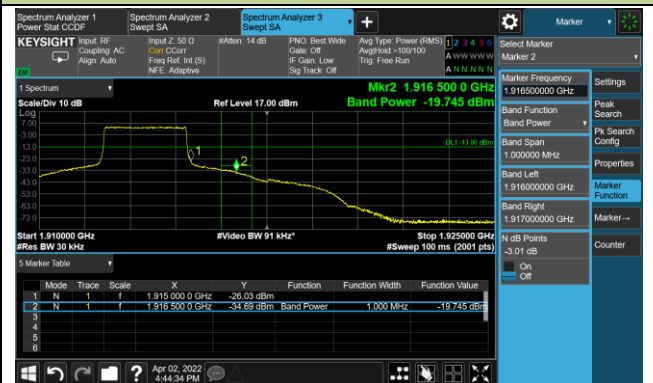 Spectrum Analyzer 1
Power Stat CCDF
Spectrum Analyzer 2
Swept SA
Spectrum Analyzer 3
Swept SA
Marker
KEYSIGHT
Input: RF
Coupling: AC
Align: Auto
Input Z: 50 Ω
Corr CCorr
Freq Ref: Int (S)
NFE: Adaptive
#Atten: 14 dB
PNO: Best Wide
Gate: Off
IF Gain: Low
Sig Track: Off
Avg Type: Power (RMS)
Avg|Hold:>100/100
Trig: Free Run
1 2 3 4 5 6
A W W W W W
A N N N N N
LXI
1 Spectrum
Scale/Div 10 dB
Log
Ref Level 17.00 dBm
Mkr2 1.916 500 0 GHz
Band Power -19.745 dBm
7.00
-3.00
-13.0
-23.0
-33.0
-43.0
-53.0
-63.0
-73.0
DL1 -13.00 dBm
1
2
Start 1.910000 GHz
#Res BW 30 kHz
#Video BW 91 kHz*
Stop 1.925000 GHz
#Sweep 100 ms (2001 pts)
5 Marker Table
Mode Trace Scale X Y Function Function Width Function Value
1 N 1 f 1.915 000 0 GHz -26.03 dBm
2 N 1 f 1.916 500 0 GHz -34.69 dBm Band Power 1.000 MHz -19.745 dBm
3
4
5
6
Apr 02, 2022
4:44:34 PM
Select Marker
Marker 2
Marker Frequency
1.916500000 GHz
Band Function
Band Power
Band Span
1.000000 MHz
Band Left
1.916000000 GHz
Band Right
1.917000000 GHz
N dB Points
-3.01 dB
On
Off
Settings
Peak
Search
Pk Search
Config
Properties
Marker
Function
Marker→
Counter